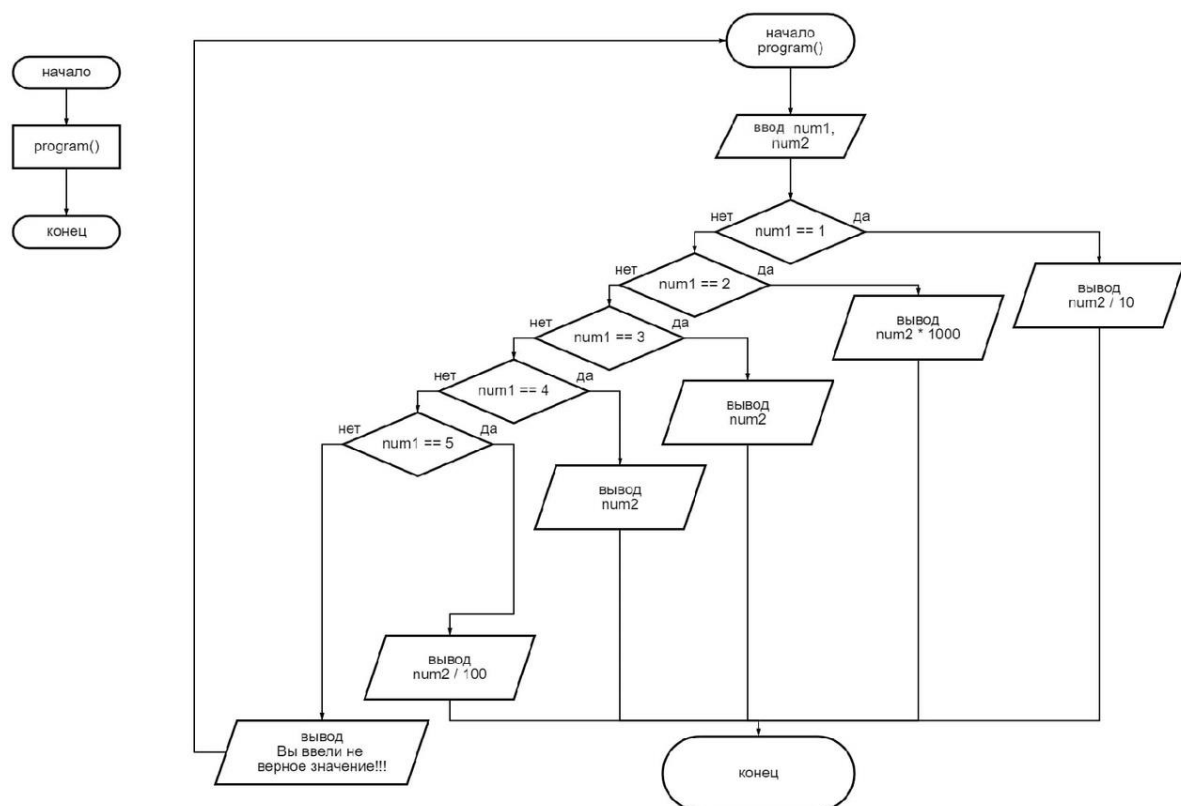 начало
program()
конец
начало
program()
ввод num1,
num2
нет
да
num1 == 1
нет
да
num1 == 2
вывод
num2 / 10
вывод
num2 * 1000
нет
да
num1 == 3
нет
да
num1 == 4
вывод
num2
нет
да
num1 == 5
вывод
num2
вывод
num2 / 100
вывод
Вы ввели не
верное значение!!!
конец